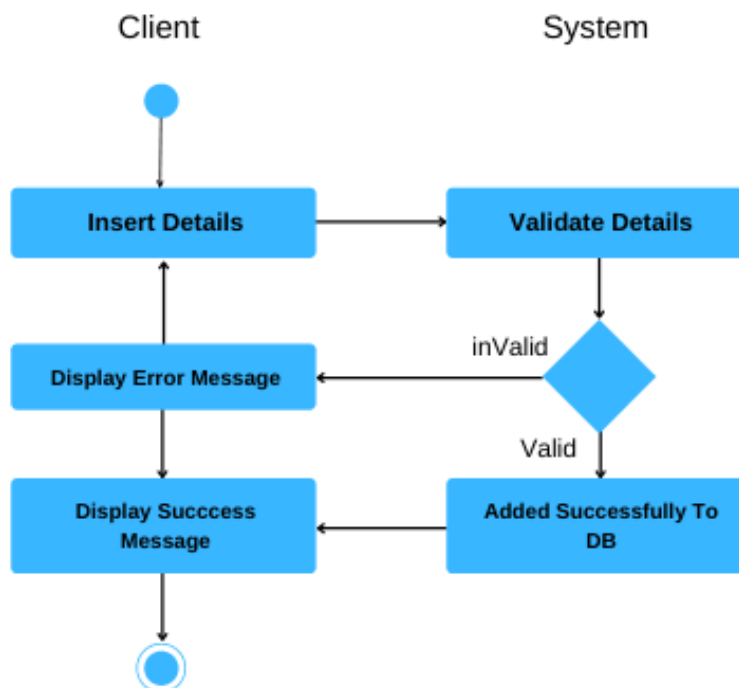 Client
System
Insert Details
Validate Details
inValid
Display Error Message
Valid
Display Succcess
Message
Added Successfully To
DB